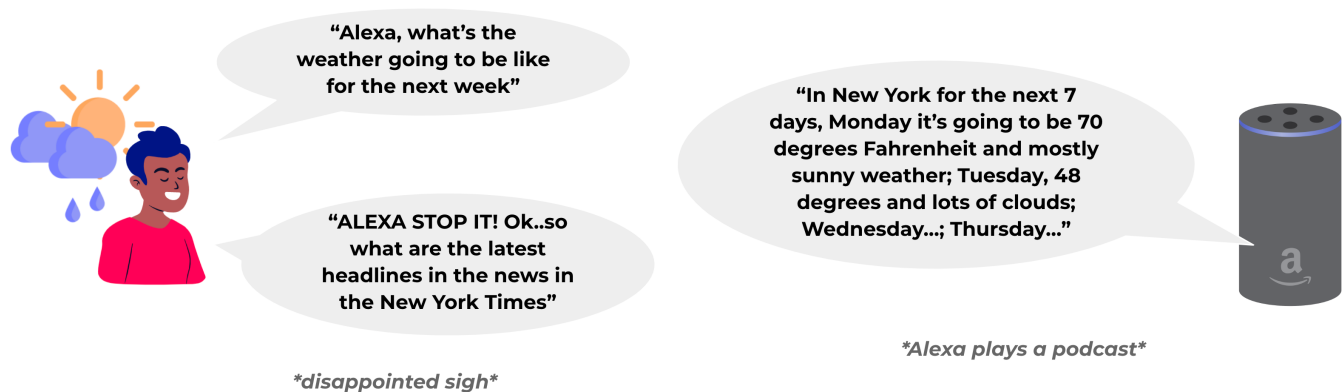 “Alexa, what’s the
weather going to be like
for the next week”
“In New York for the next 7
days, Monday it’s going to be 70
degrees Fahrenheit and mostly
sunny weather; Tuesday, 48
degrees and lots of clouds;
Wednesday...; Thursday...”
“ALEXA STOP IT! Ok..so
what are the latest
headlines in the news in
the New York Times”
a
*Alexa plays a podcast*
*disappointed sigh*